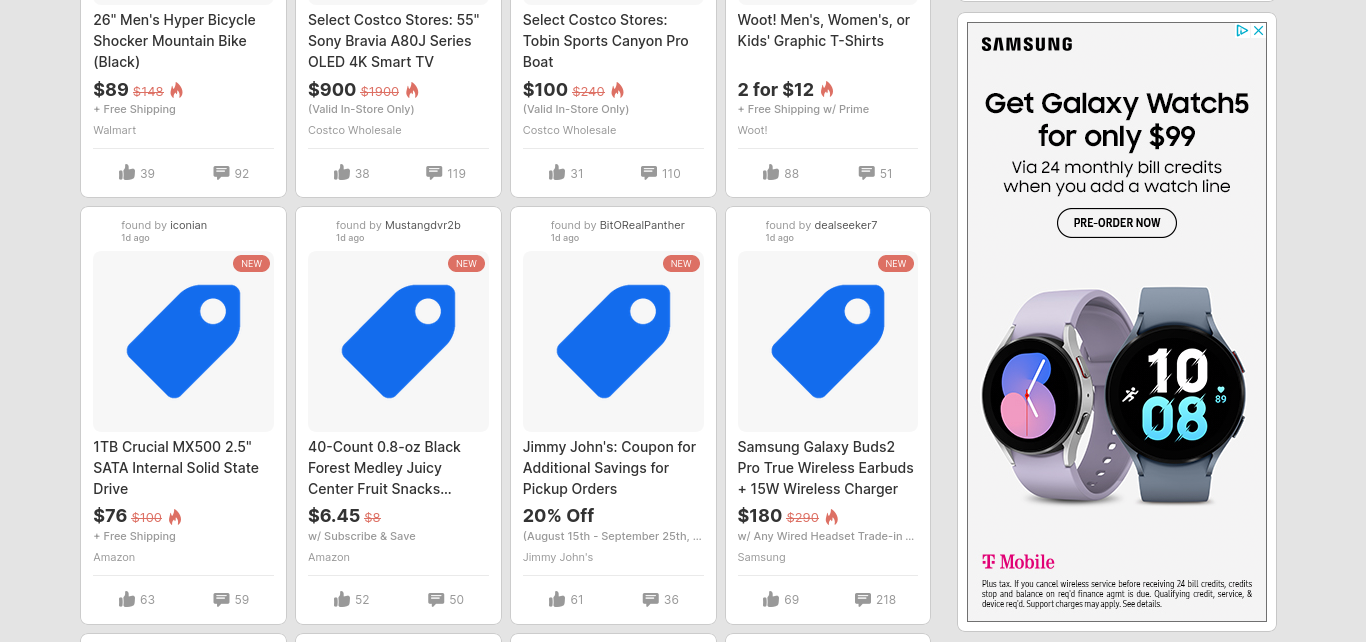 26" Men's Hyper Bicycle
Shocker Mountain Bike
(Black)
$89 $148
+ Free Shipping
Walmart
39 92
Select Costco Stores: 55"
Sony Bravia A80J Series
OLED 4K Smart TV
$900 $1900
(Valid In-Store Only)
Costco Wholesale
38 119
Select Costco Stores:
Tobin Sports Canyon Pro
Boat
$100 $240
(Valid In-Store Only)
Costco Wholesale
31 110
Woot! Men's, Women's, or
Kids' Graphic T-Shirts
2 for $12
+ Free Shipping w/ Prime
Woot!
88 51
found by iconian
1d ago
NEW
1TB Crucial MX500 2.5"
SATA Internal Solid State
Drive
$76 $100
+ Free Shipping
Amazon
63 59
found by Mustangdvr2b
1d ago
NEW
40-Count 0.8-oz Black
Forest Medley Juicy
Center Fruit Snacks...
$6.45 $8
w/ Subscribe & Save
Amazon
52 50
found by BitORealPanther
1d ago
NEW
Jimmy John's: Coupon for
Additional Savings for
Pickup Orders
20% Off
(August 15th - September 25th, ...
Jimmy John's
61 36
found by dealseeker7
1d ago
NEW
Samsung Galaxy Buds2
Pro True Wireless Earbuds
+ 15W Wireless Charger
$180 $290
w/ Any Wired Headset Trade-in ...
Samsung
69 218
SAMSUNG
Get Galaxy Watch5
for only $99
Via 24 monthly bill credits
when you add a watch line
PRE-ORDER NOW
10
08
89
T Mobile
Plus tax. If you cancel wireless service before receiving 24 bill credits, credits
stop and balance on req'd finance agmt is due. Qualifying credit, service, &
device req'd. Support charges may apply. See details.